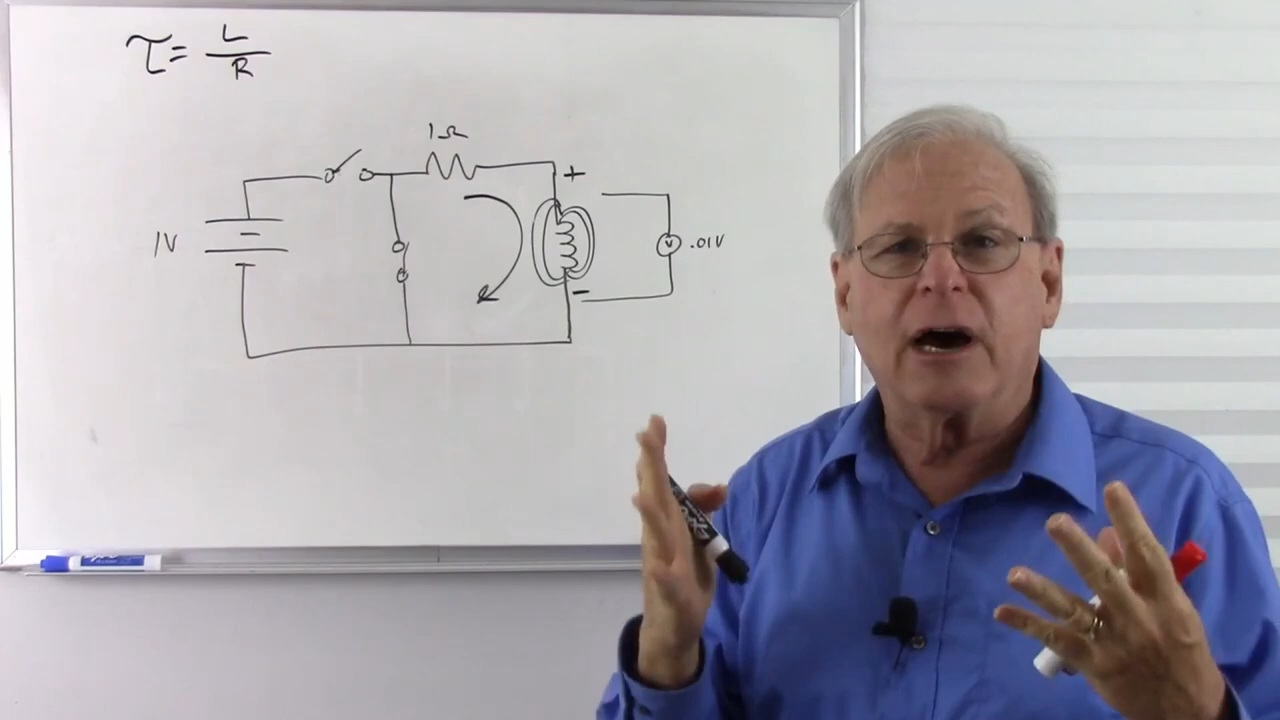 τ = L/R
1Ω
+
1V
V .01V
−